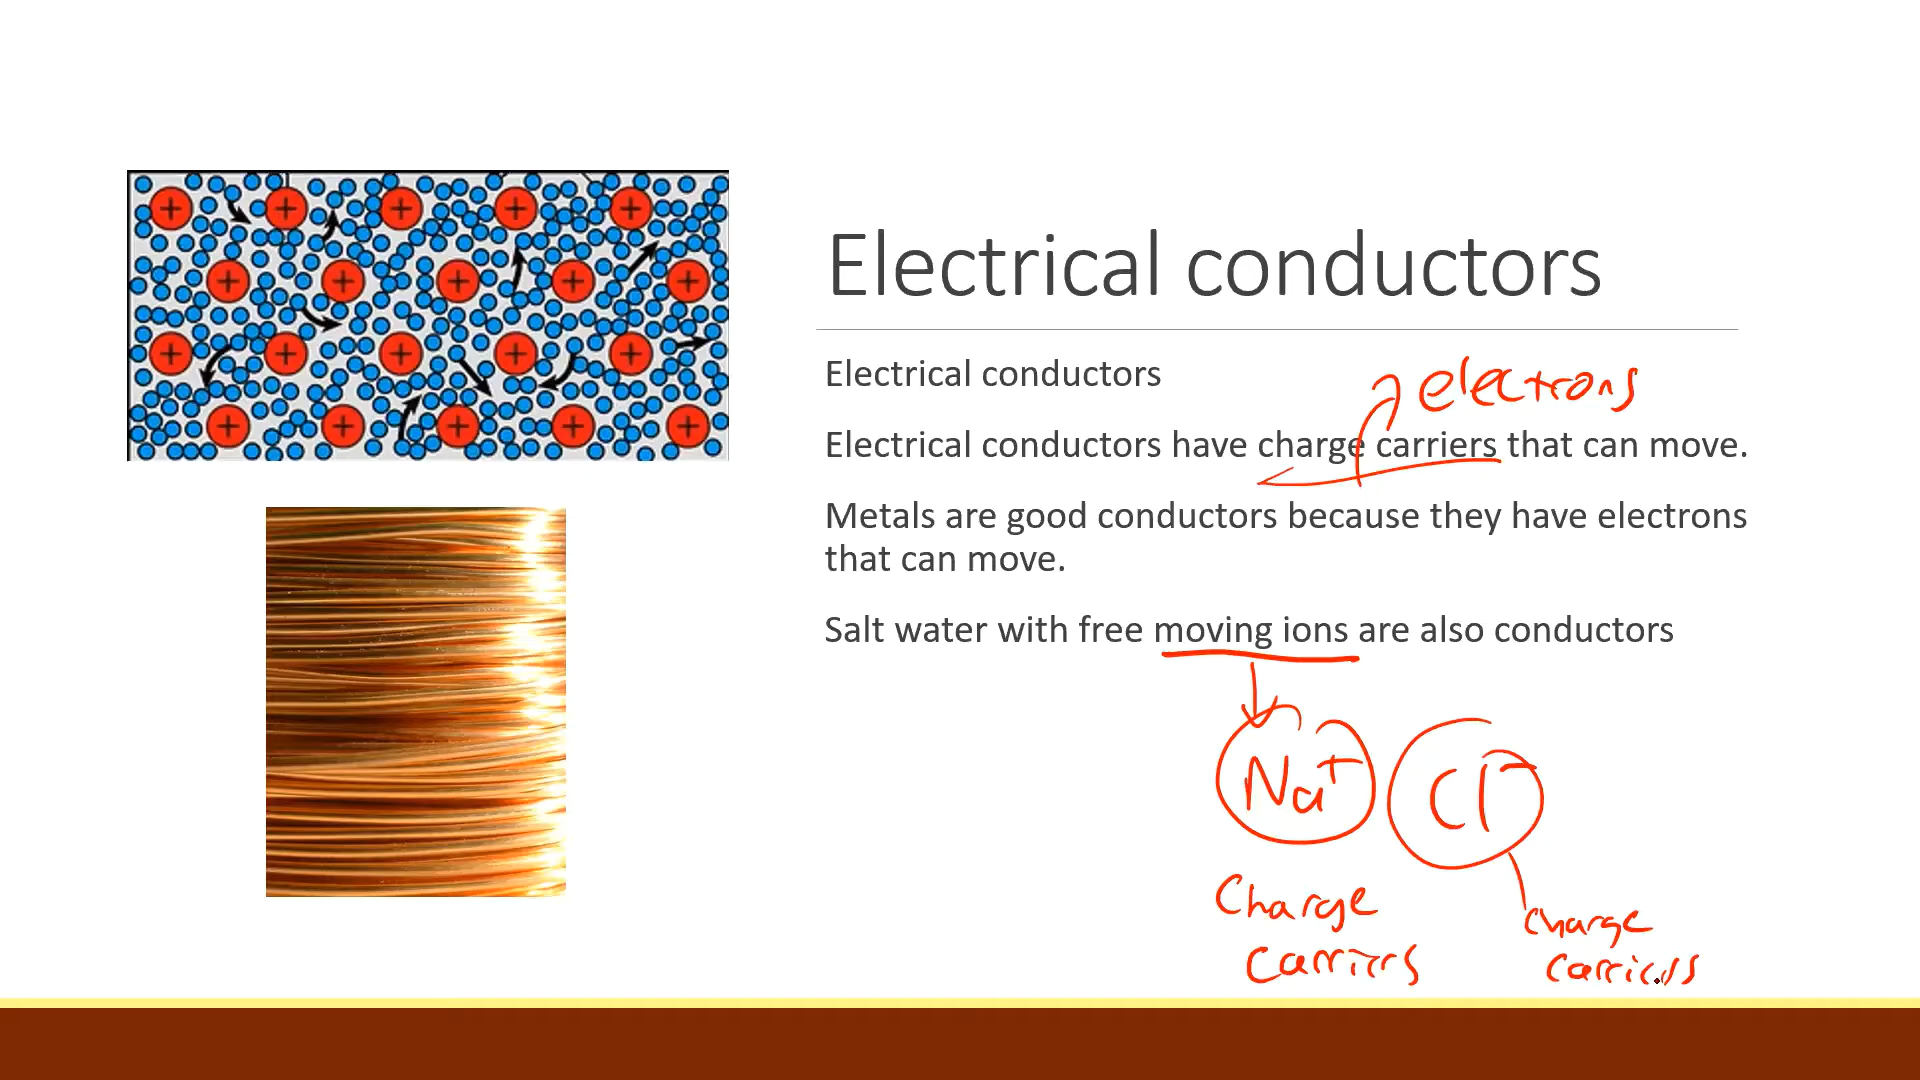 Electrical conductors
Electrical conductors
electrons
Electrical conductors have charge carriers that can move.
Metals are good conductors because they have electrons
that can move.
Salt water with free moving ions are also conductors
Na+ Cl-
Charge
Carriers
Charge
Carriers
+ + + + +
+ + + + +
+ + + + +
+ + + + +